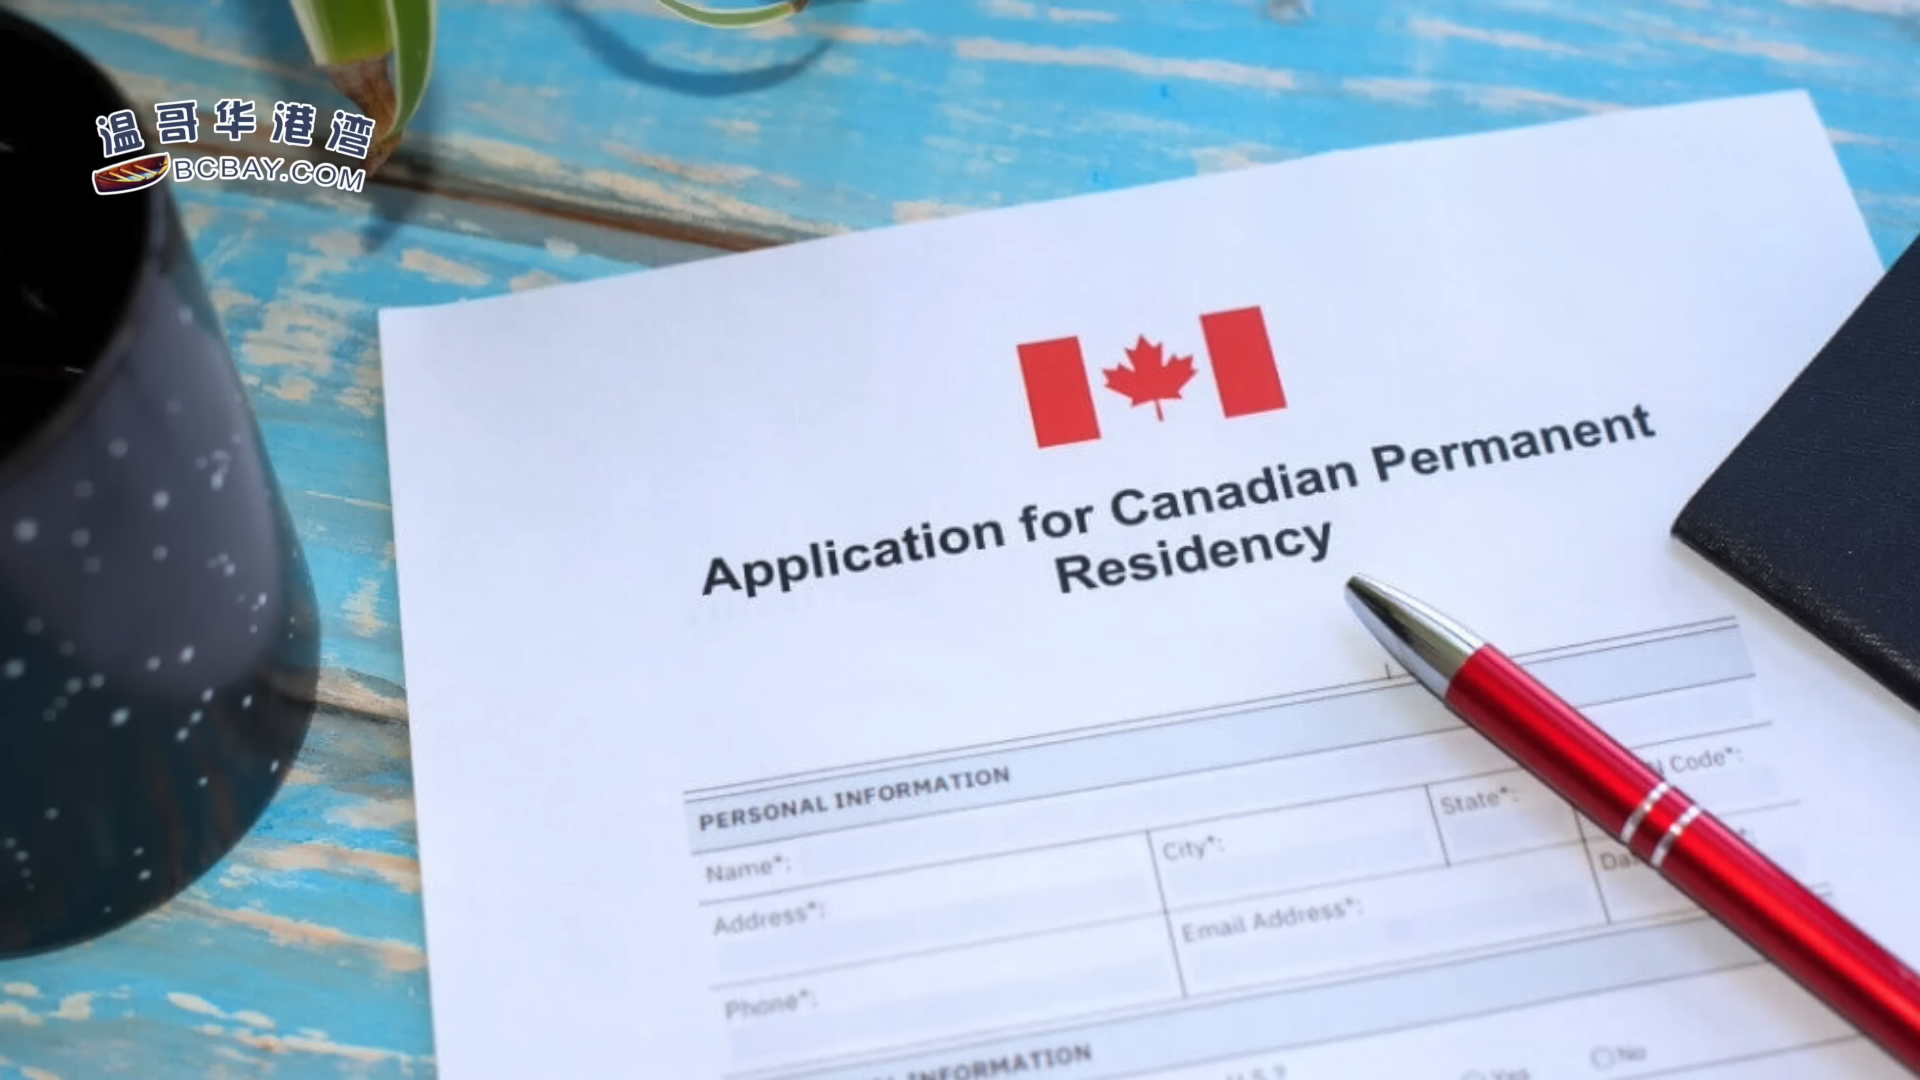 温哥华港湾
BCBAY.COM
Application for Canadian Permanent
Residency
PERSONAL INFORMATION
Name*:
City*:
State*:
Code*:
Address*:
Email Address*:
Phone*:
INFORMATION
Yes
No